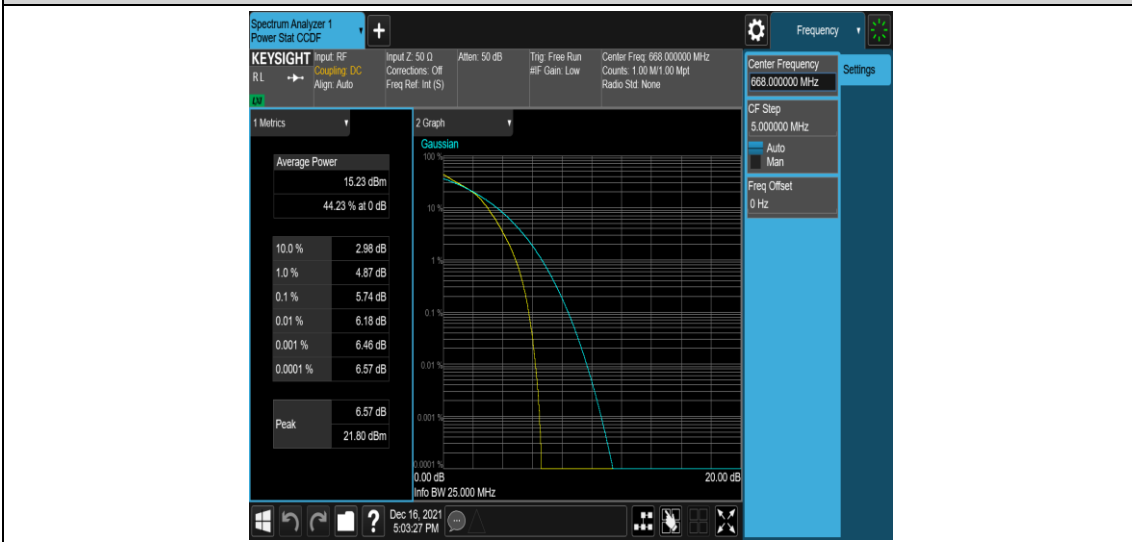 Spectrum Analyzer 1
Power Stat CCDF
+
Frequency
KEYSIGHT
RL
LXI
Input: RF
Coupling: DC
Align: Auto
Input Z: 50 Ω
Corrections: Off
Freq Ref: Int (S)
Atten: 50 dB
Trig: Free Run
#IF Gain: Low
Center Freq: 668.000000 MHz
Counts: 1.00 M/1.00 Mpt
Radio Std: None
Center Frequency
668.000000 MHz
Settings
CF Step
5.000000 MHz
Auto
Man
Freq Offset
0 Hz
1 Metrics
Average Power
15.23 dBm
44.23 % at 0 dB
10.0 % 2.98 dB
1.0 % 4.87 dB
0.1 % 5.74 dB
0.01 % 6.18 dB
0.001 % 6.46 dB
0.0001 % 6.57 dB
Peak
6.57 dB
21.80 dBm
2 Graph
Gaussian
100 %
10 %
1 %
0.1 %
0.01 %
0.001 %
0.0001 %
0.00 dB 20.00 dB
Info BW 25.000 MHz
?
Dec 16, 2021
5:03:27 PM